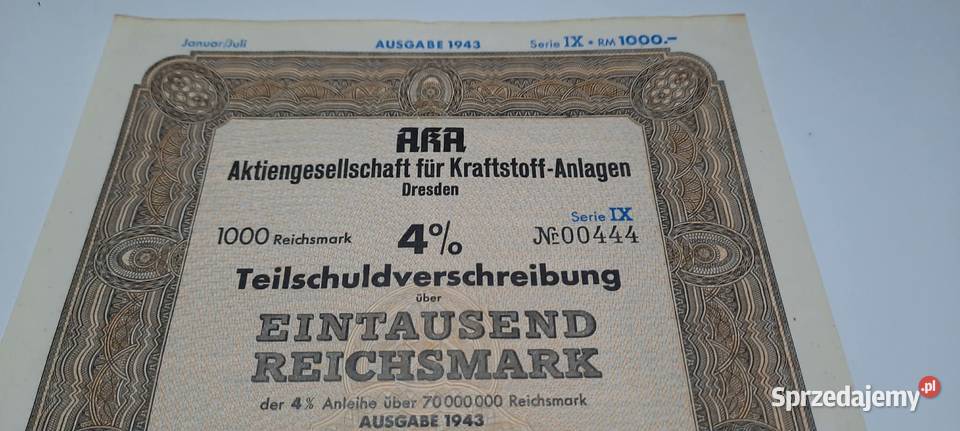 Januar/Juli AUSGABE 1943 Serie IX • RM 1000.-
AKA
Aktiengesellschaft für Kraftstoff-Anlagen
Dresden
Serie IX
1000 Reichsmark 4% № 00444
Teilschuldverschreibung
über
EINTAUSEND
REICHSMARK
der 4% Anleihe über 70 000 000 Reichsmark
AUSGABE 1943
Sprzedajemy.pl